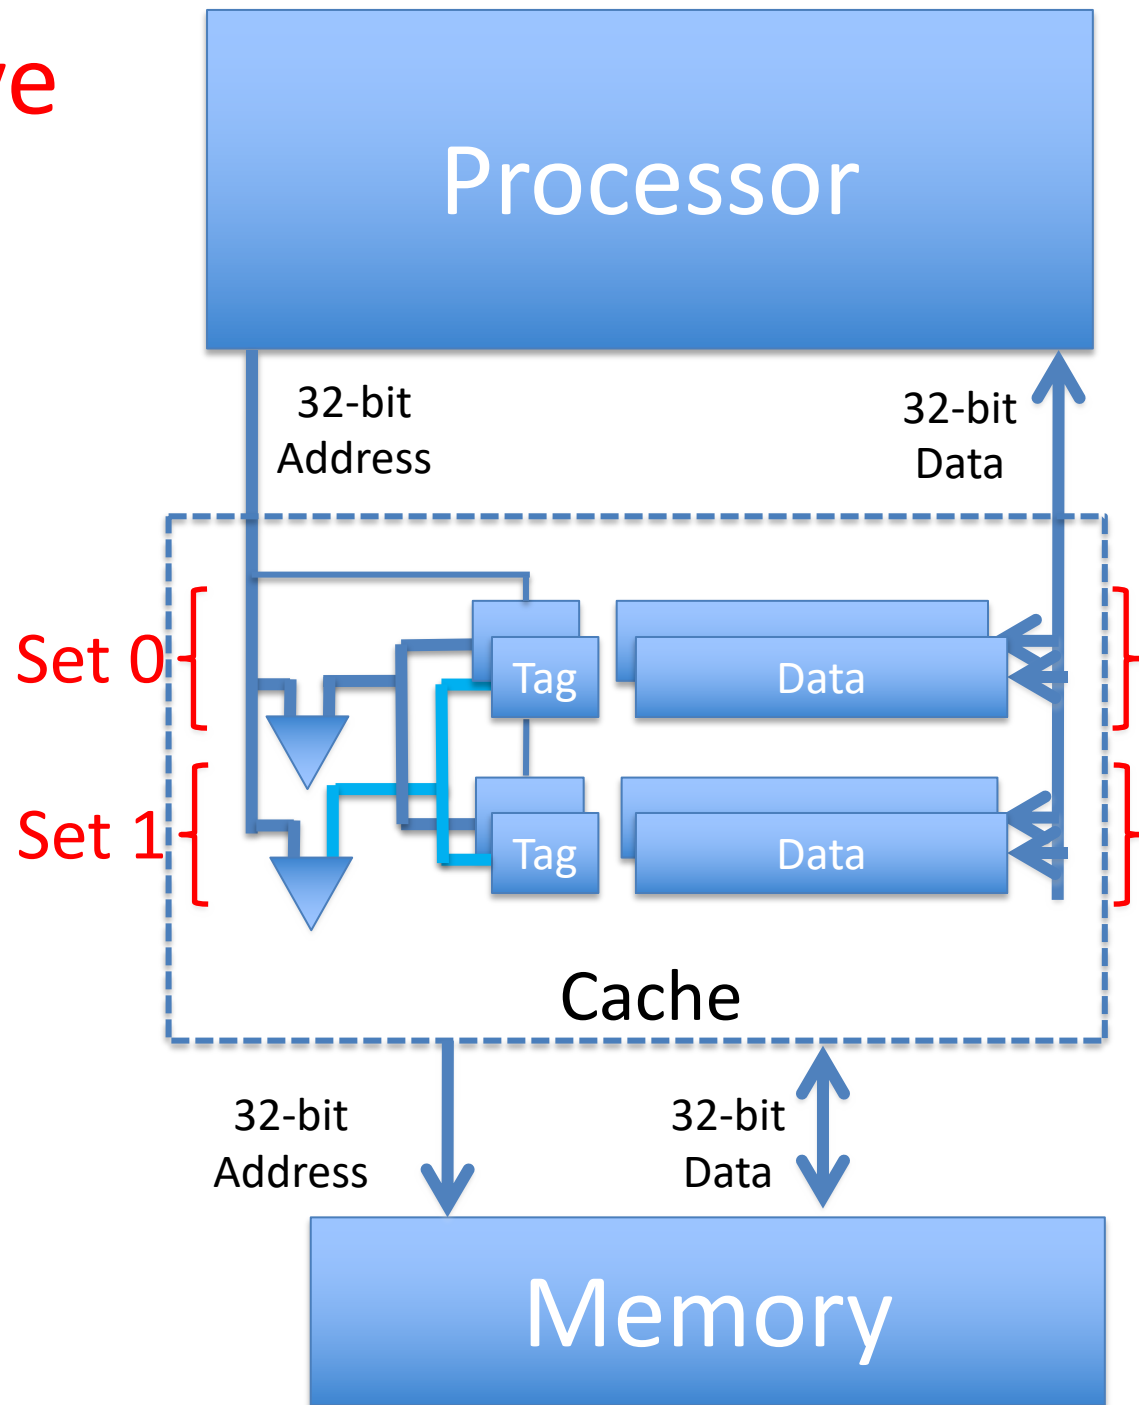 Processor
32-bit
Address
32-bit
Data
Set 0
Tag
Data
Set 1
Tag
Data
Cache
32-bit
Address
32-bit
Data
Memory